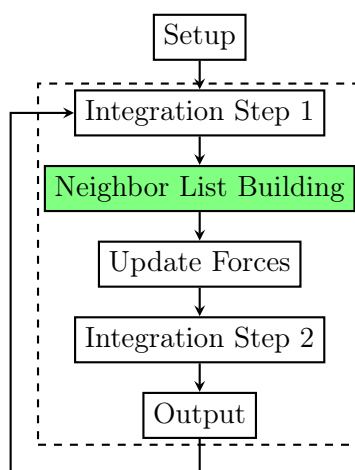 Setup
Integration Step 1
Neighbor List Building
Update Forces
Integration Step 2
Output